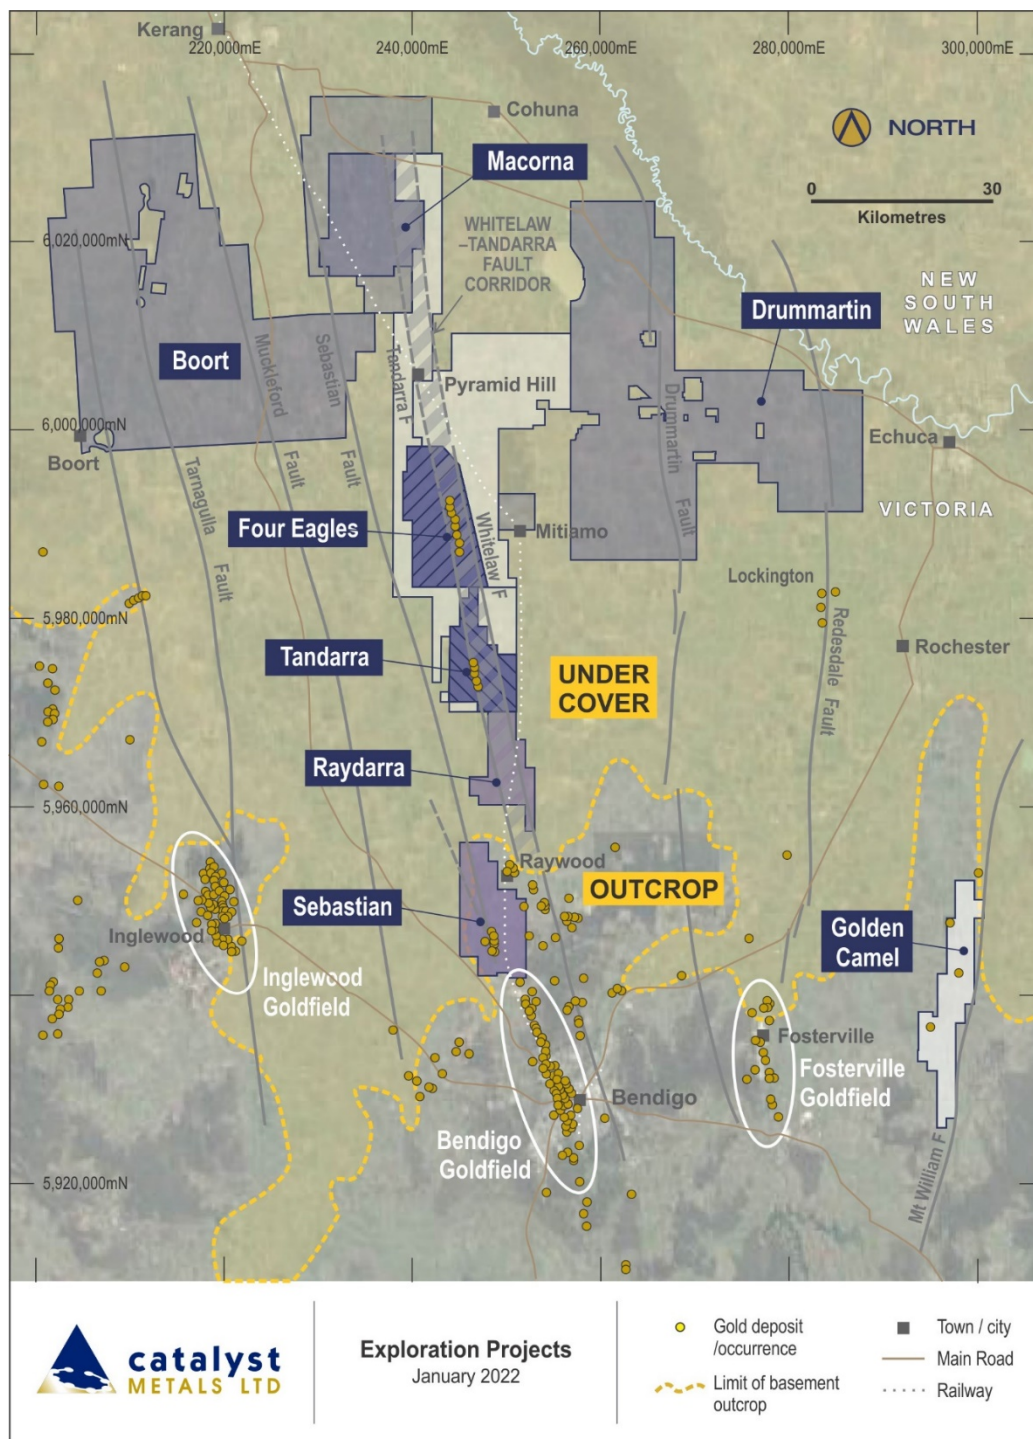 Kerang
220,000mE
240,000mE
260,000mE
280,000mE
300,000mE
Cohuna
NORTH
Macorna
0 30
Kilometres
WHITELAW
–TANDARRA
FAULT
CORRIDOR
6,020,000mN
NEW
SOUTH
WALES
Drummartin
Boort
Muckleford
Fault
Sebastian
Fault
Tandarra F
Pyramid Hill
Drummartin
Fault
6,000,000mN
Echuca
Boort
Tarnagulla
Fault
VICTORIA
Four Eagles
Whitelaw F
Mitiamo
Lockington
5,980,000mN
Redesdale
Fault
Rochester
Tandarra
UNDER
COVER
Raydarra
5,960,000mN
Raywood
OUTCROP
Sebastian
Golden
Camel
Inglewood
Inglewood
Goldfield
Fosterville
Fosterville
Goldfield
Bendigo
Bendigo
Goldfield
Mt William F
5,920,000mN
catalyst
METALS LTD
Exploration Projects
January 2022
Gold deposit
/occurrence
Limit of basement
outcrop
Town / city
Main Road
Railway